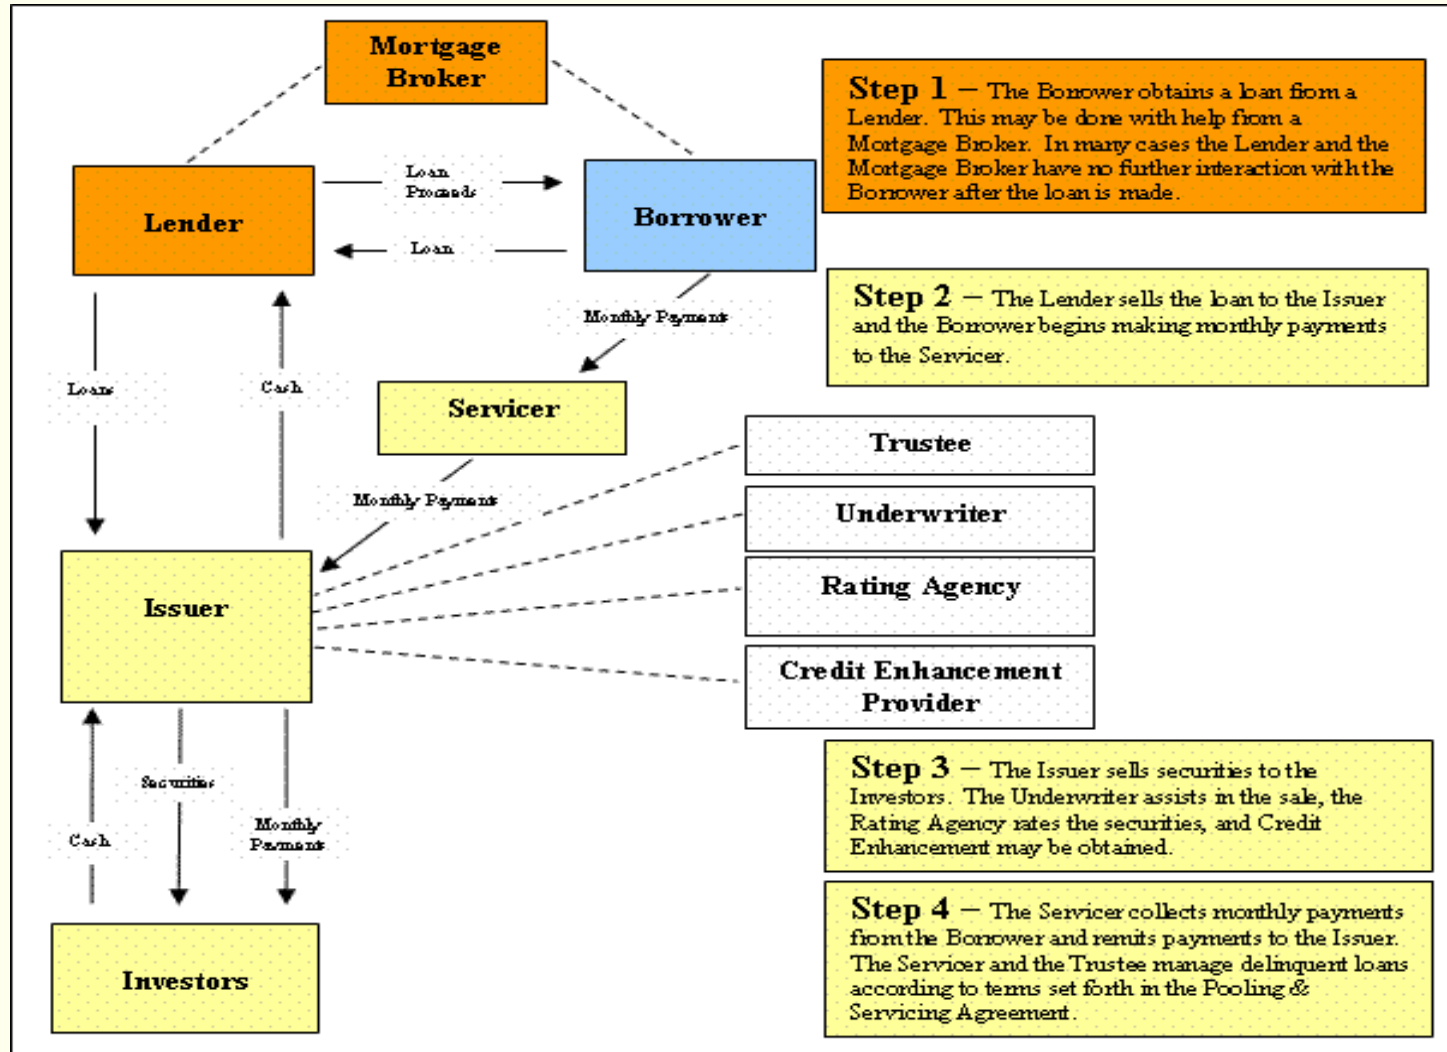 Mortgage
Broker
Step 1 – The Borrower obtains a loan from a
Lender. This may be done with help from a
Mortgage Broker. In many cases the Lender and the
Mortgage Broker have no further interaction with the
Borrower after the loan is made.
Loan
Proceeds
Lender
Borrower
Loan
Step 2 – The Lender sells the loan to the Issuer
and the Borrower begins making monthly payments
to the Servicer.
Monthly Payment
Loans
Cash
Servicer
Trustee
Monthly Payment
Underwriter
Rating Agency
Issuer
Credit Enhancement
Provider
Step 3 – The Issuer sells securities to the
Investors. The Underwriter assists in the sale, the
Rating Agency rates the securities, and Credit
Enhancement may be obtained.
Securities
Cash
Monthly
Payments
Step 4 – The Servicer collects monthly payments
from the Borrower and remits payments to the Issuer.
The Servicer and the Trustee manage delinquent loans
according to terms set forth in the Pooling &
Servicing Agreement.
Investors